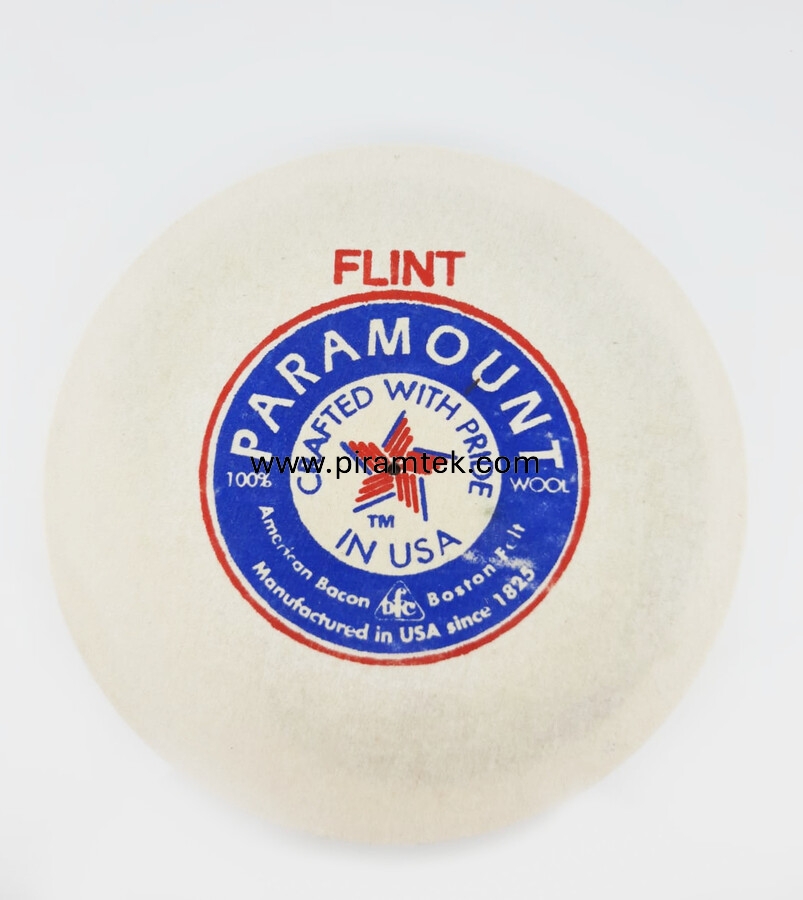 FLINT
PARAMOUNT
CRAFTED WITH PRIDE
www.piramtek.com
100%
WOOL
TM
IN USA
American Bacon
bfc
Boston Felt
Manufactured in USA since 1825